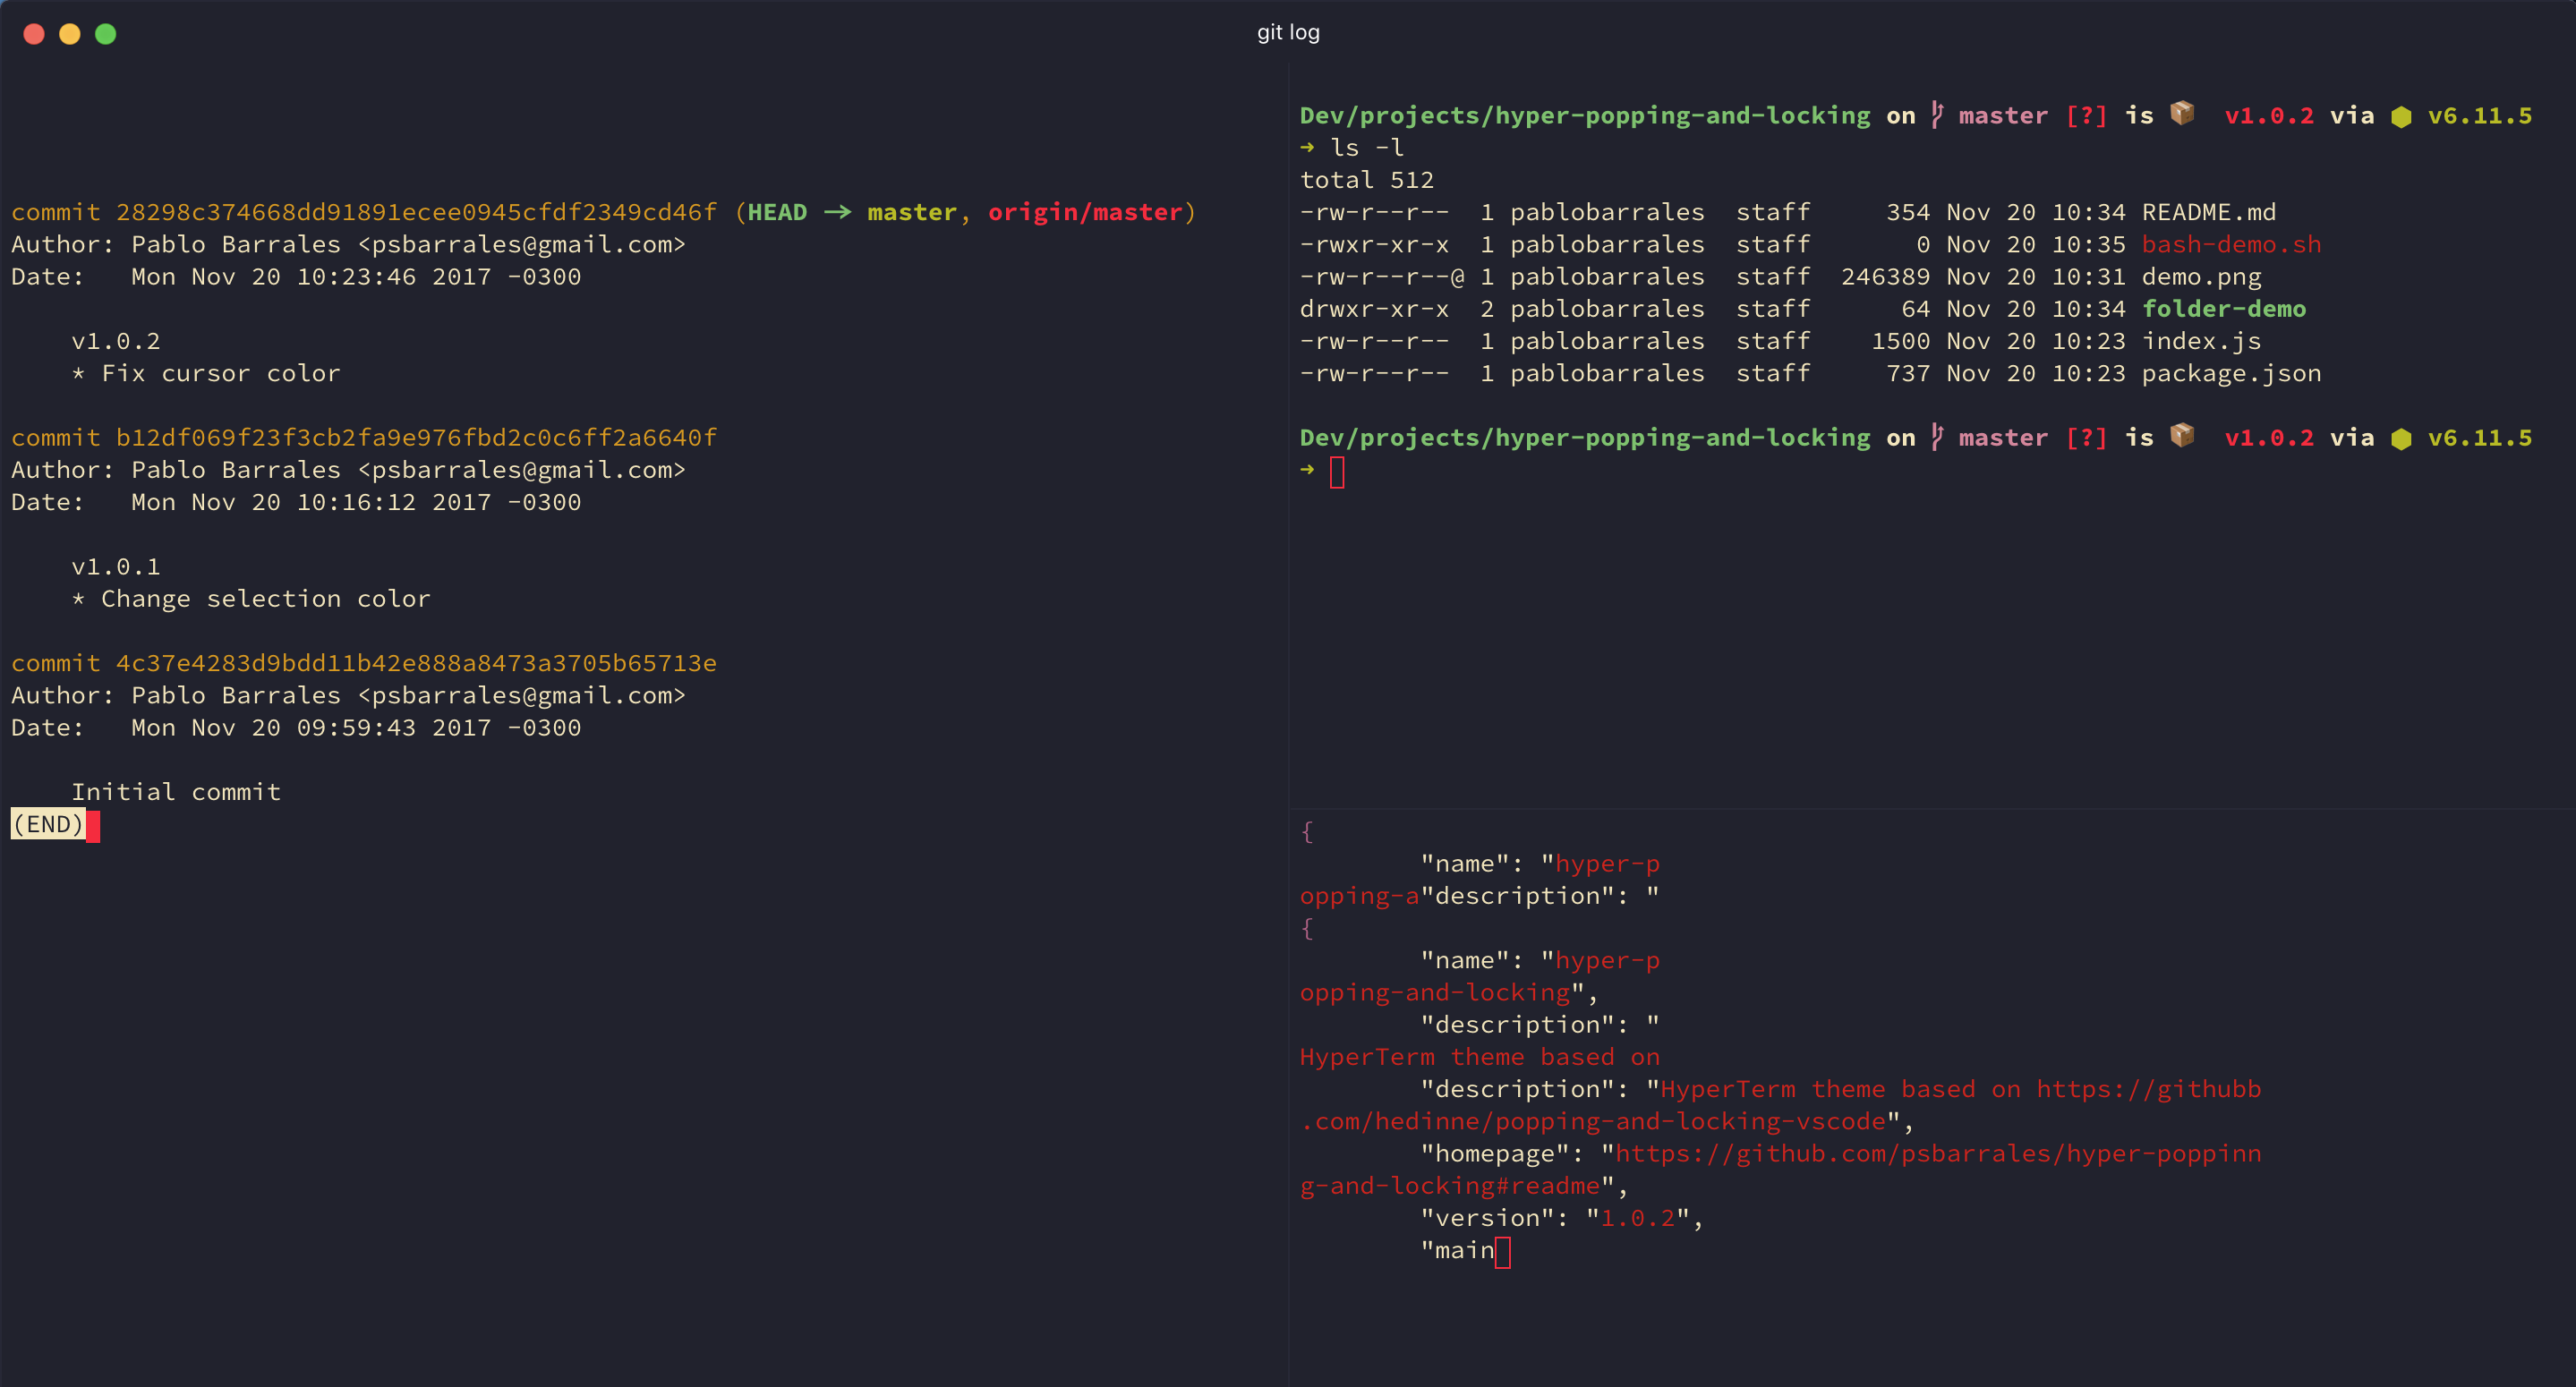 git log
commit 28298c374668dd91891ecee0945cfdf2349cd46f (HEAD -> master, origin/master)
Author: Pablo Barrales <psbarrales@gmail.com>
Date:   Mon Nov 20 10:23:46 2017 -0300
    v1.0.2
    * Fix cursor color
commit b12df069f23f3cb2fa9e976fbd2c0c6ff2a6640f
Author: Pablo Barrales <psbarrales@gmail.com>
Date:   Mon Nov 20 10:16:12 2017 -0300
    v1.0.1
    * Change selection color
commit 4c37e4283d9bdd11b42e888a8473a3705b65713e
Author: Pablo Barrales <psbarrales@gmail.com>
Date:   Mon Nov 20 09:59:43 2017 -0300
    Initial commit
(END)
Dev/projects/hyper-popping-and-locking on master [?] is 📦 v1.0.2 via ⬢ v6.11.5
➜ ls -l
total 512
-rw-r--r--  1 pablobarrales  staff     354 Nov 20 10:34 README.md
-rwxr-xr-x  1 pablobarrales  staff       0 Nov 20 10:35 bash-demo.sh
-rw-r--r--@ 1 pablobarrales  staff  246389 Nov 20 10:31 demo.png
drwxr-xr-x  2 pablobarrales  staff      64 Nov 20 10:34 folder-demo
-rw-r--r--  1 pablobarrales  staff    1500 Nov 20 10:23 index.js
-rw-r--r--  1 pablobarrales  staff     737 Nov 20 10:23 package.json
Dev/projects/hyper-popping-and-locking on master [?] is 📦 v1.0.2 via ⬢ v6.11.5
➜
{
        "name": "hyper-p
opping-a"description": "
{
        "name": "hyper-p
opping-and-locking",
        "description": "
HyperTerm theme based on
        "description": "HyperTerm theme based on https://githubb
.com/hedinne/popping-and-locking-vscode",
        "homepage": "https://github.com/psbarrales/hyper-poppinn
g-and-locking#readme",
        "version": "1.0.2",
        "main